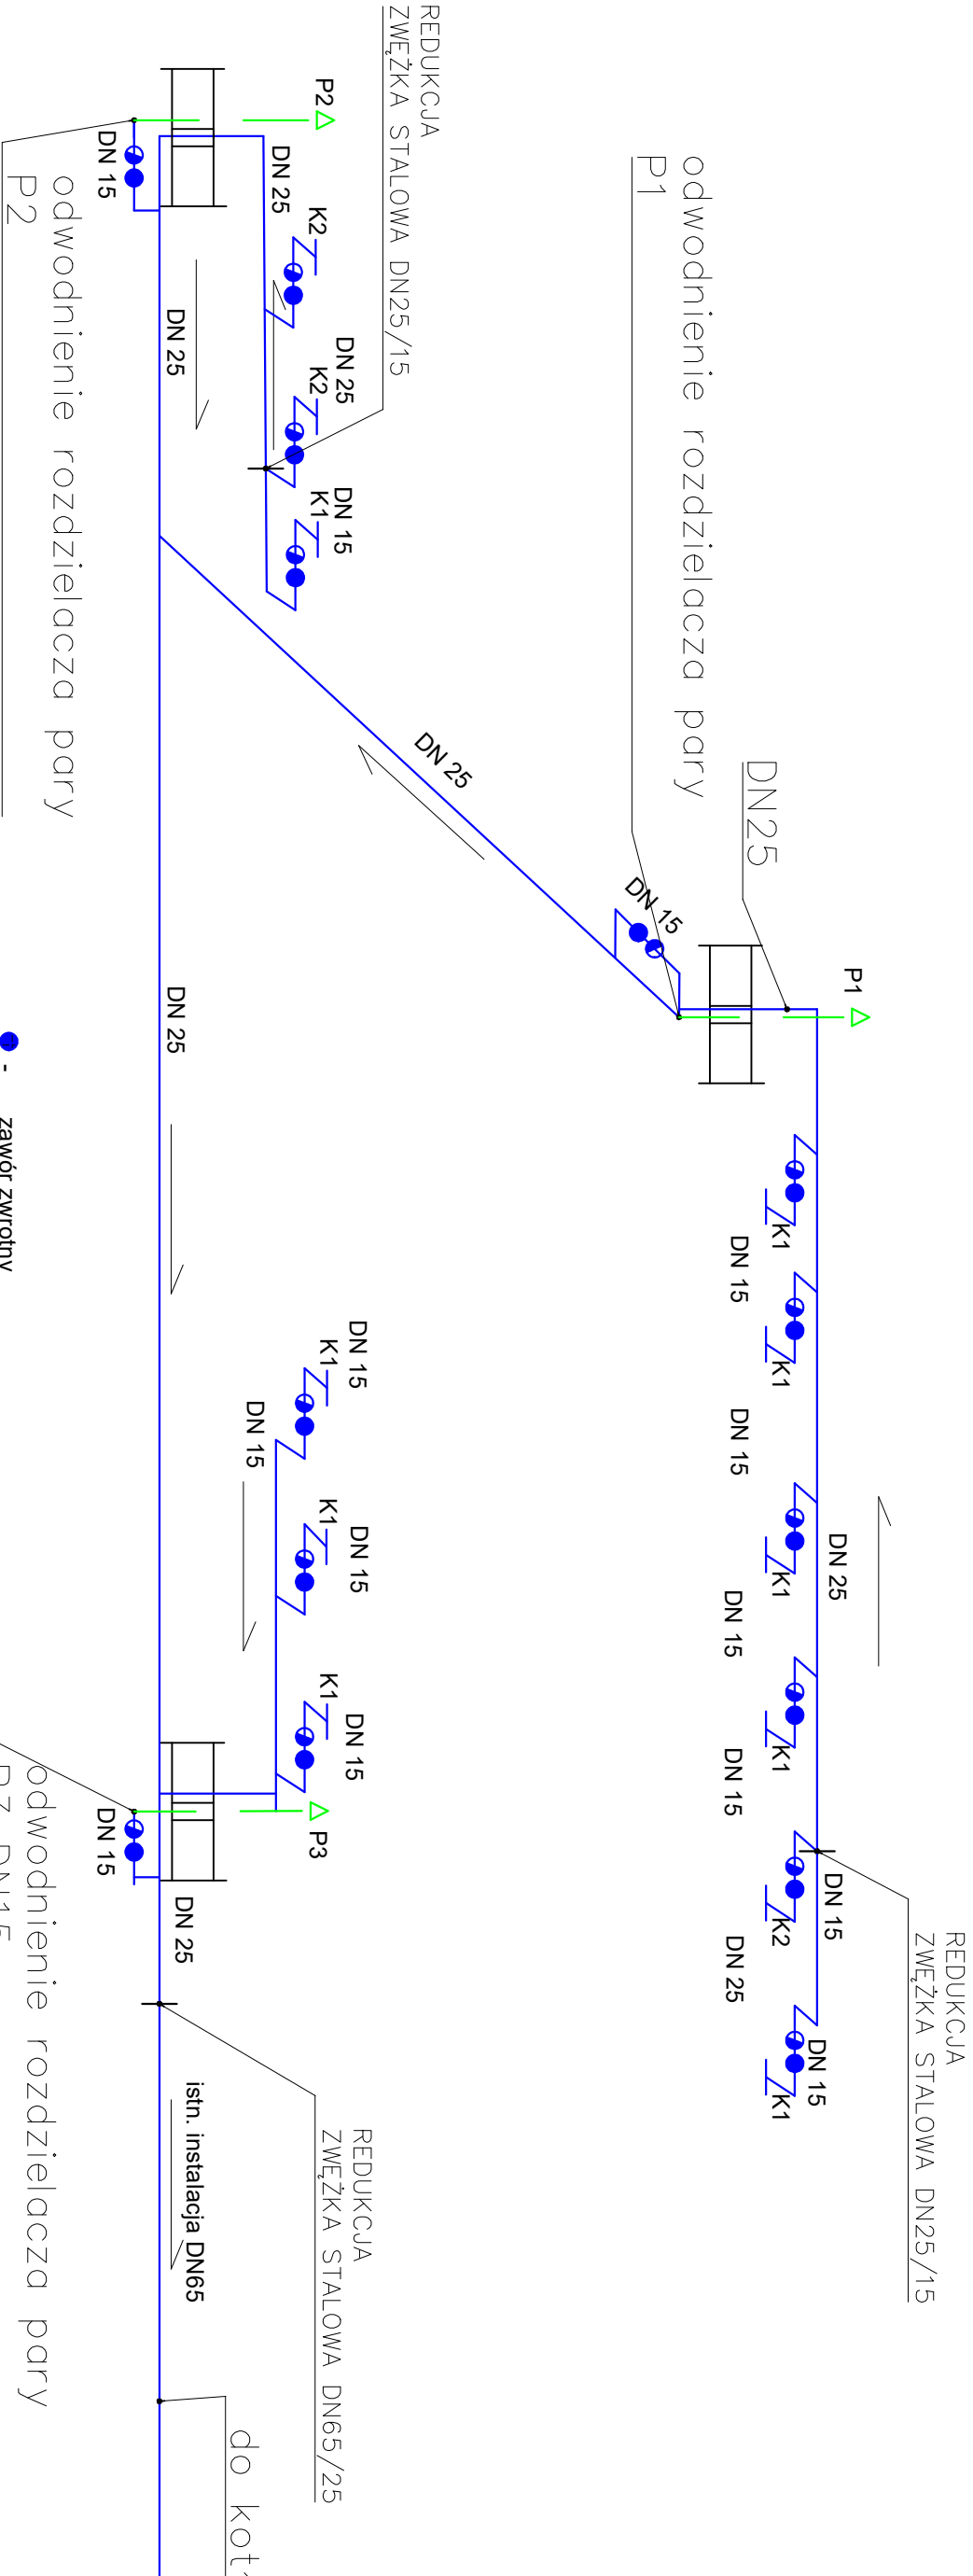 REDUKCJA
ZWĘŻKA STALOWA DN25/15
REDUKCJA
ZWĘŻKA STALOWA DN25/15
P1
DN 25
DN 15
DN 15
K1
K1
K1
K1
K2
K1
DN 15
DN 15
DN 15
DN 15
DN 25
DN25
odwodnienie rozdzielacza pary
P1
DN 15
DN 25
REDUKCJA
ZWĘŻKA STALOWA DN65/25
P2
DN 25
DN 15
DN 15
DN 15
DN 15
K2
K2
K1
K1
K1
K1
P3
DN 25
DN 15
do
DN 25
DN 25
DN 25
istn. instalacja DN65
DN 15
DN 15
odwodnienie rozdzielacza pary
P2
odwodnienie rozdzielacza pary
- zawór zwrotny